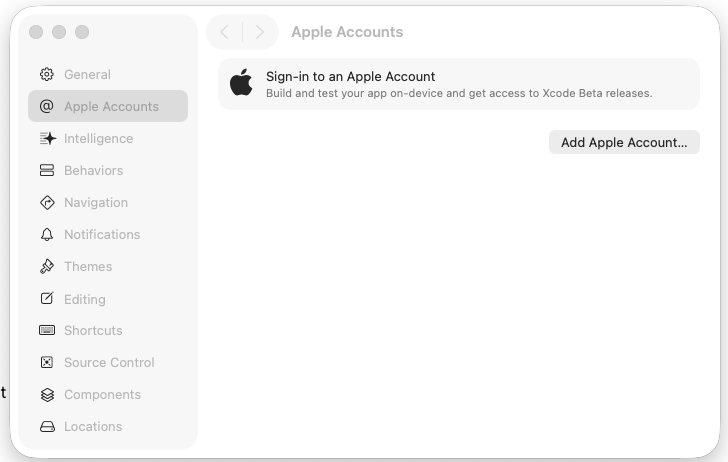 Apple Accounts
General
Apple Accounts
Intelligence
Behaviors
Navigation
Notifications
Themes
Editing
Shortcuts
Source Control
Components
Locations
Sign-in to an Apple Account
Build and test your app on-device and get access to Xcode Beta releases.
Add Apple Account...
t